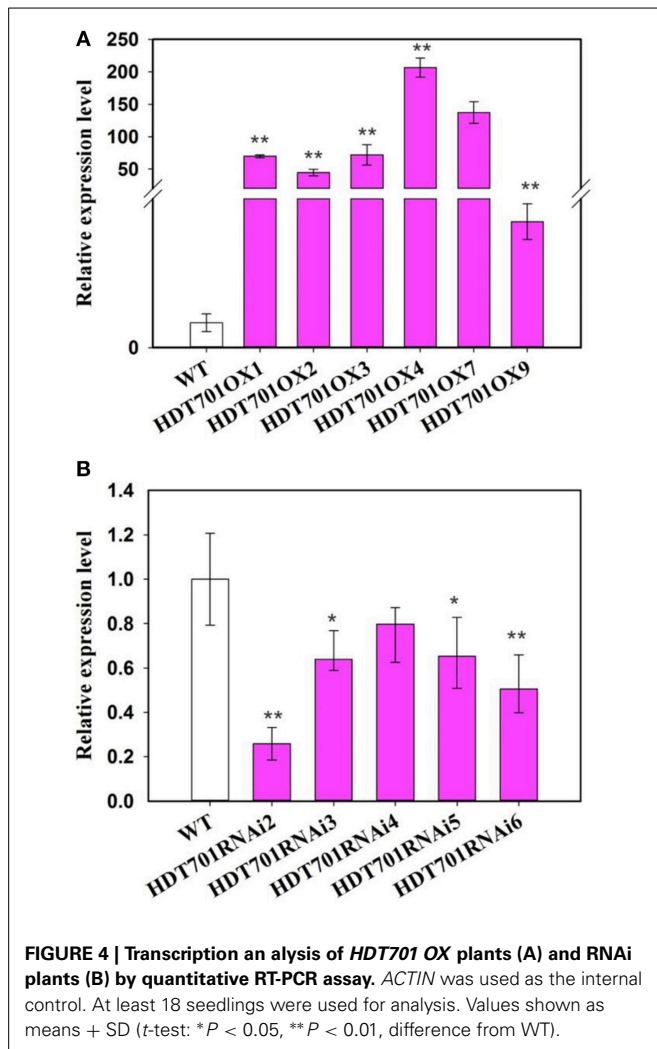 A
Relative expression level
250
200
150
100
50
0
**
**
**
**
**
WT
HDT701OX1
HDT701OX2
HDT701OX3
HDT701OX4
HDT701OX7
HDT701OX9
B
Relative expression level
1.4
1.2
1.0
0.8
0.6
0.4
0.2
0.0
**
*
*
**
WT
HDT701RNAi2
HDT701RNAi3
HDT701RNAi4
HDT701RNAi5
HDT701RNAi6
FIGURE 4 | Transcription an alysis of HDT701 OX plants (A) and RNAi
plants (B) by quantitative RT-PCR assay. ACTIN was used as the internal
control. At least 18 seedlings were used for analysis. Values shown as
means + SD (t-test: *P < 0.05, **P < 0.01, difference from WT).